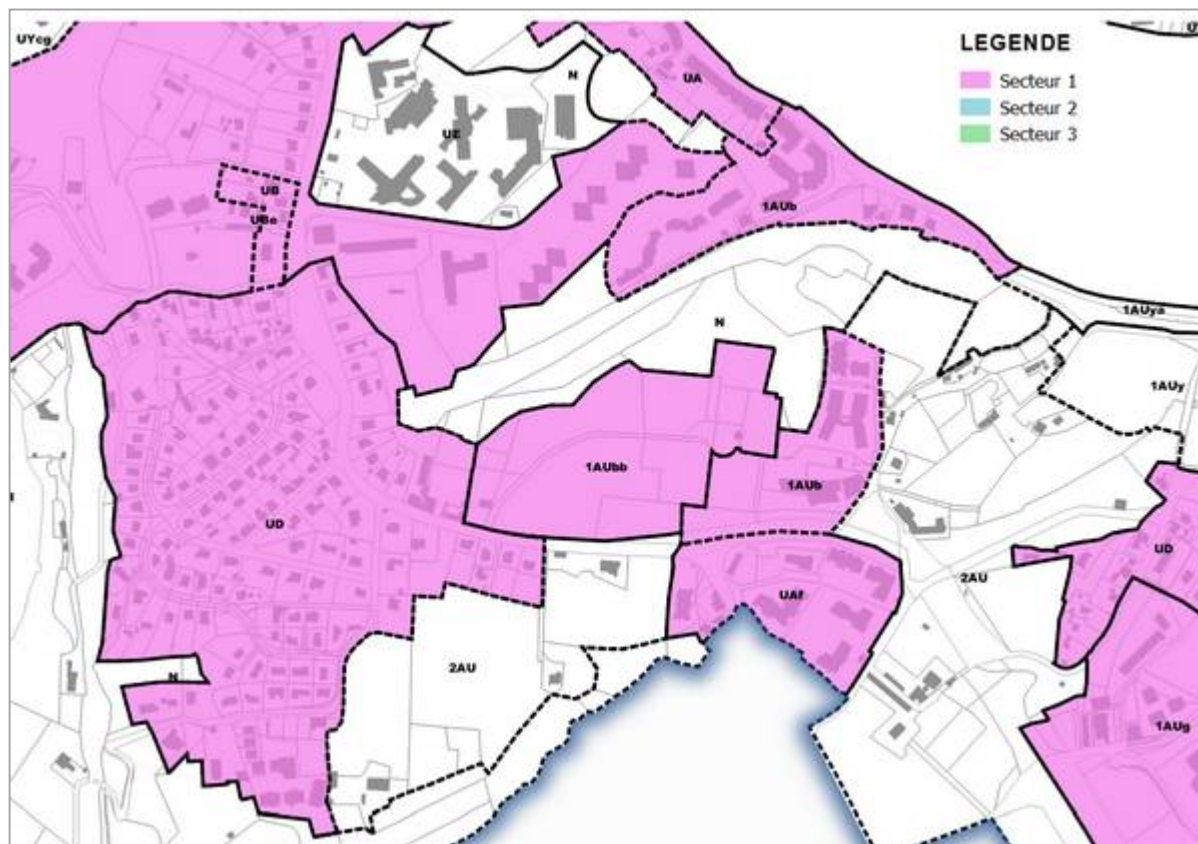 UYcg
LEGENDE
Secteur 1
Secteur 2
Secteur 3
N
UA
UE
UB
UBe
1AUb
N
1AUya
1AUy
1AUbb
1AUb
UD
UD
2AU
UAf
N
2AU
1AUg